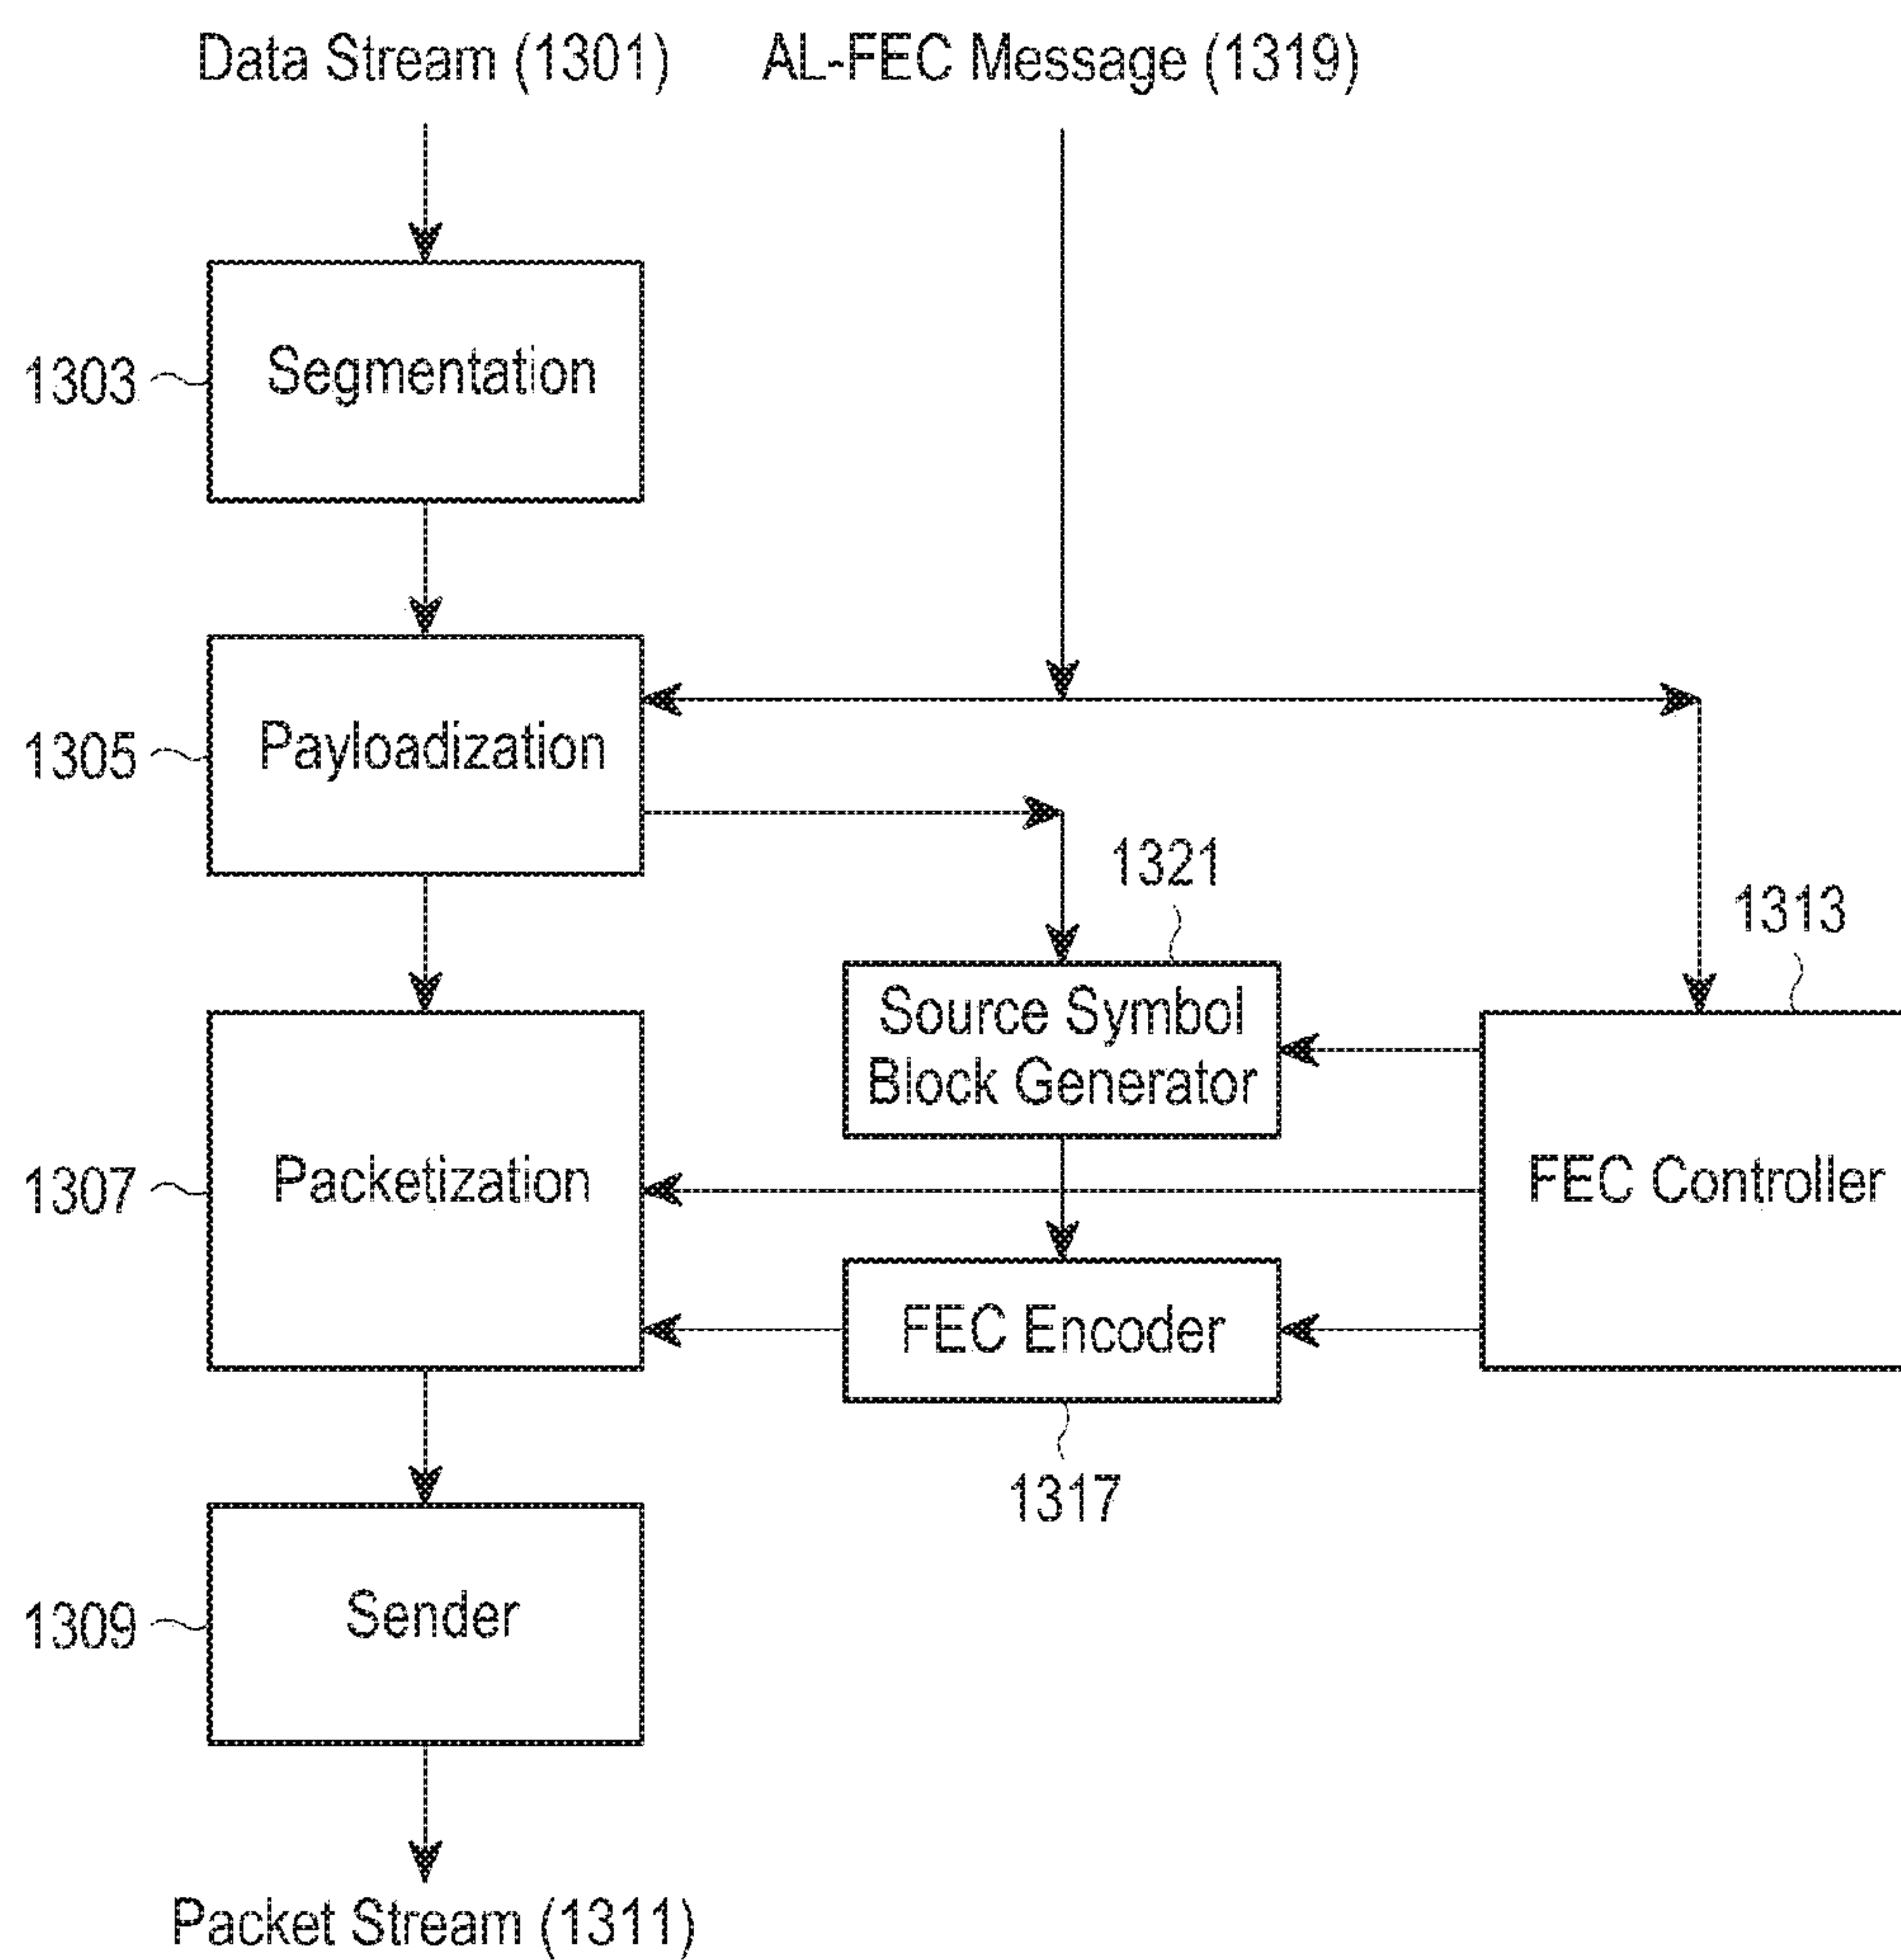 Data Stream (1301)
AL-FEC Message (1319)
1303
Segmentation
1305
Payloadization
1321
1313
Source Symbol
Block Generator
1307
Packetization
FEC Controller
FEC Encoder
1317
1309
Sender
Packet Stream (1311)